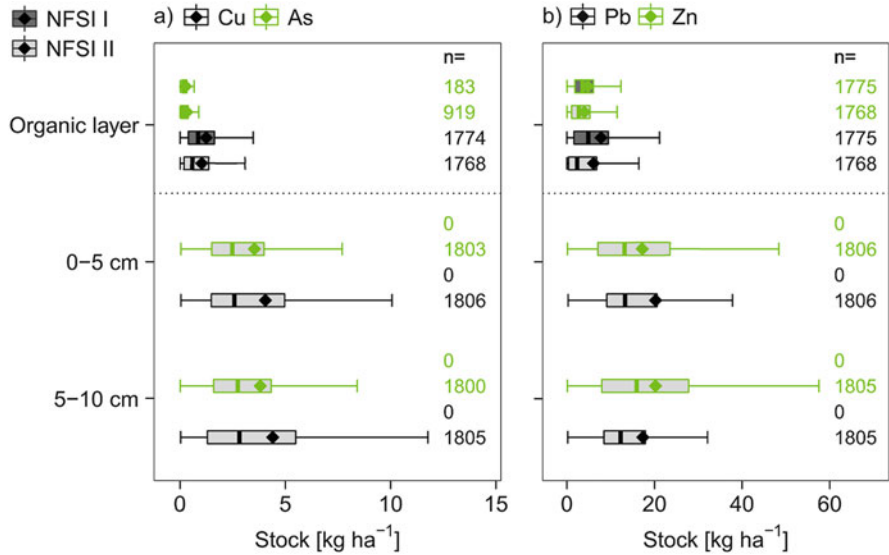 NFSI I
NFSI II
a) Cu As
b) Pb Zn
n=
n=
Organic layer
183
919
1774
1768
1775
1768
1775
1768
0–5 cm
0
1803
0
1806
0
1806
0
1806
5–10 cm
0
1800
0
1805
0
1805
0
1805
0 5 10 15
0 20 40 60
Stock [kg ha⁻¹]
Stock [kg ha⁻¹]